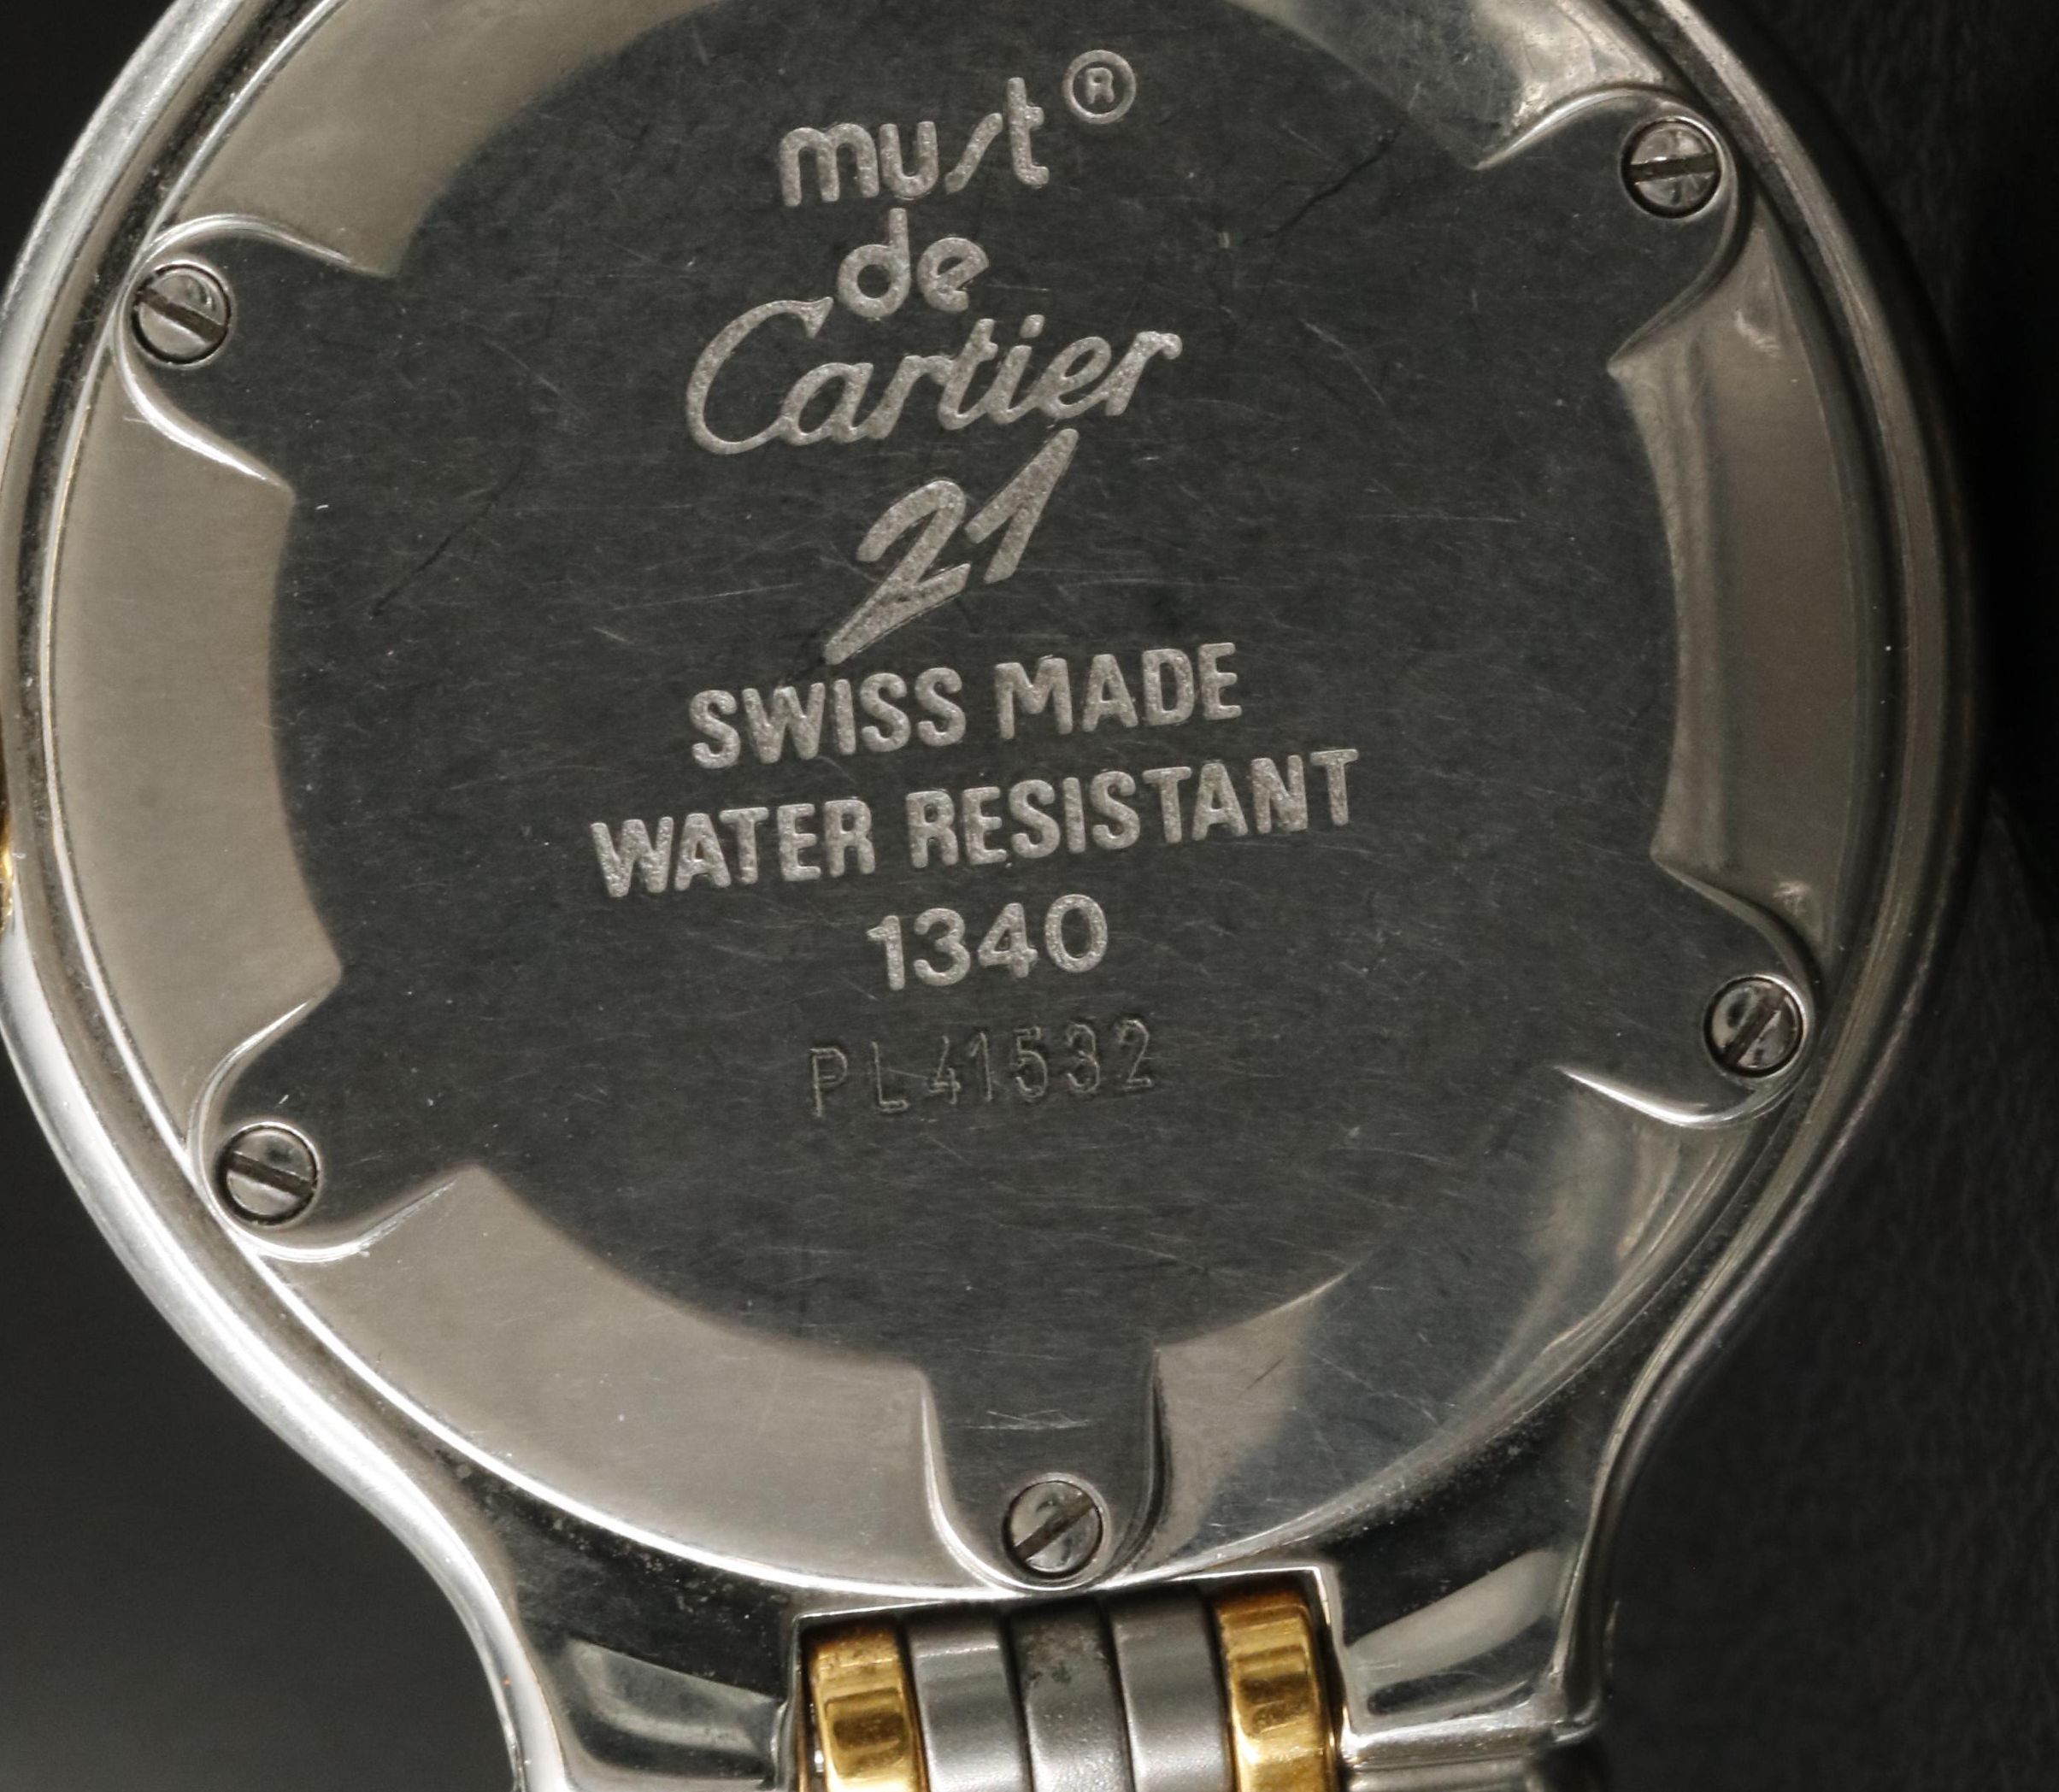 must ®
de
Cartier
21
SWISS MADE
WATER RESISTANT
1340
PL41532